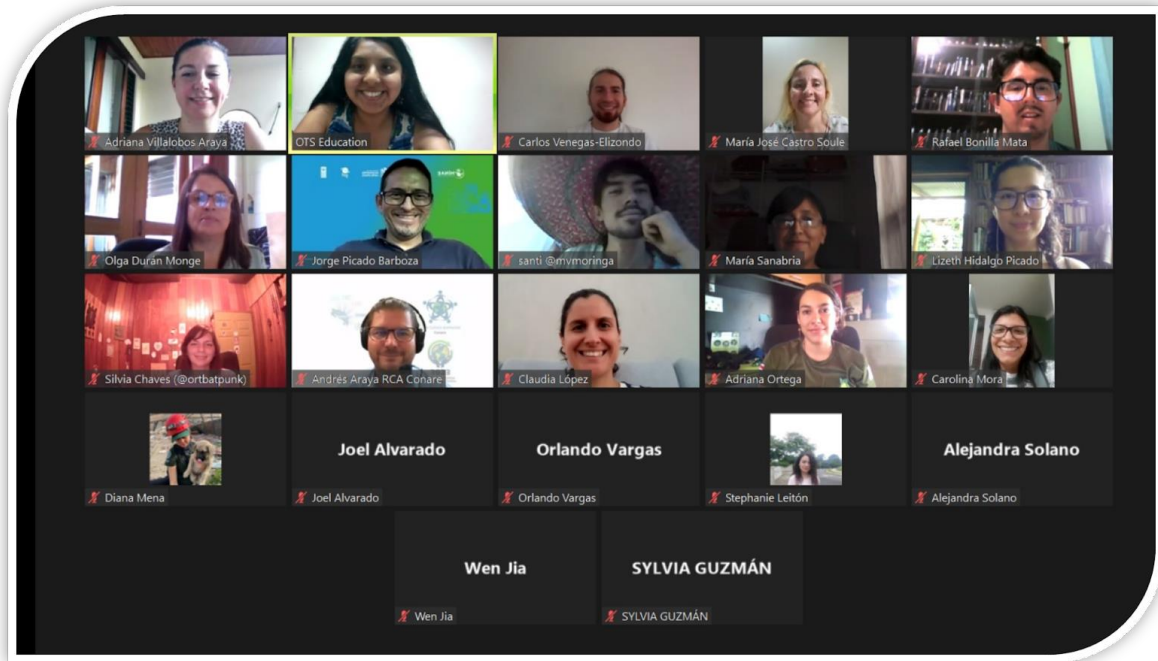 Adriana Villalobos Araya
OTS Education
Carlos Venegas-Elizondo
María José Castro Soule
Rafael Bonilla Mata
Olga Durán Monge
Jorge Picado Barboza
santi @mymoringa
María Sanabria
Lizeth Hidalgo Picado
Silvia Chaves (@ortbatpunk)
Andrés Araya RCA Conare
Claudia López
Adriana Ortega
Carolina Mora
Diana Mena
Joel Alvarado
Joel Alvarado
Orlando Vargas
Orlando Vargas
Stephanie Leitón
Alejandra Solano
Alejandra Solano
Wen Jia
Wen Jia
SYLVIA GUZMÁN
SYLVIA GUZMÁN